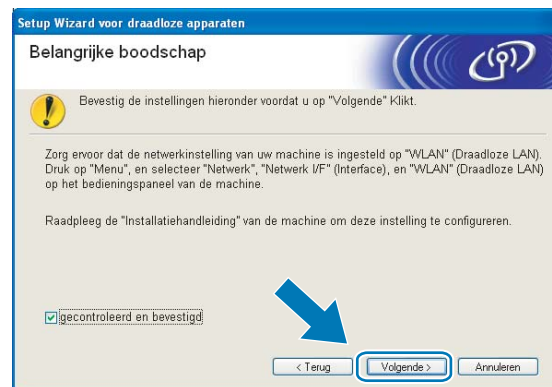 Setup Wizard voor draadloze apparaten
Belangrijke boodschap
Bevestig de instellingen hieronder voordat u op "Volgende" Klikt.
Zorg ervoor dat de netwerkinstelling van uw machine is ingesteld op "WLAN" (Draadloze LAN).
Druk op "Menu", en selecteer "Netwerk", "Netwerk I/F" (Interface), en "WLAN" (Draadloze LAN)
op het bedieningspaneel van de machine.
Raadpleeg de "Installatiehandleiding" van de machine om deze instelling te configureren.
gecontroleerd en bevestigd
< Terug
Volgende >
Annuleren